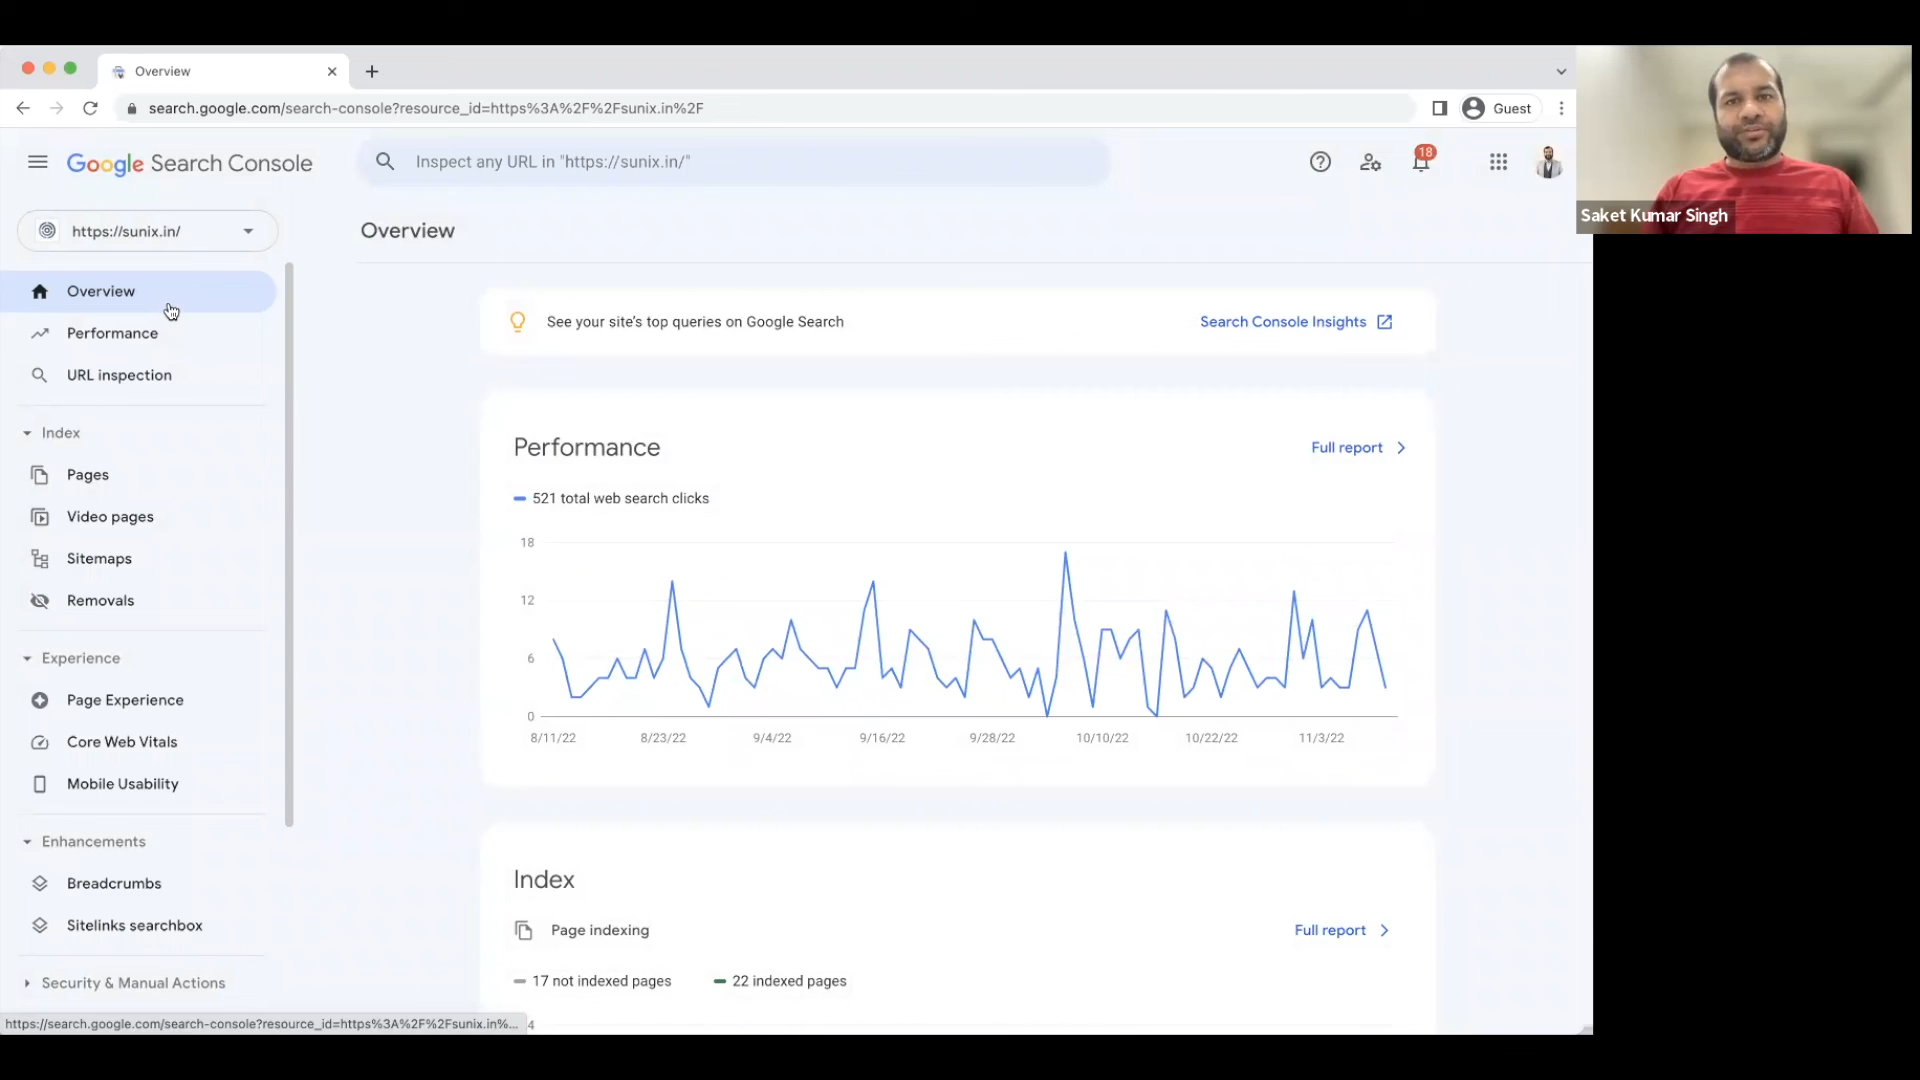 Overview
search.google.com/search-console?resource_id=https%3A%2F%2Fsunix.in%2F
Guest
Google Search Console
Inspect any URL in "https://sunix.in/"
18
Saket Kumar Singh
https://sunix.in/
Overview
Overview
Performance
URL inspection
Index
Pages
Video pages
Sitemaps
Removals
Experience
Page Experience
Core Web Vitals
Mobile Usability
Enhancements
Breadcrumbs
Sitelinks searchbox
Security & Manual Actions
See your site's top queries on Google Search
Search Console Insights
Performance
Full report
521 total web search clicks
18
12
6
0
8/11/22 8/23/22 9/4/22 9/16/22 9/28/22 10/10/22 10/22/22 11/3/22
Index
Page indexing
Full report
17 not indexed pages 22 indexed pages
https://search.google.com/search-console?resource_id=https%3A%2F%2Fsunix.in%...